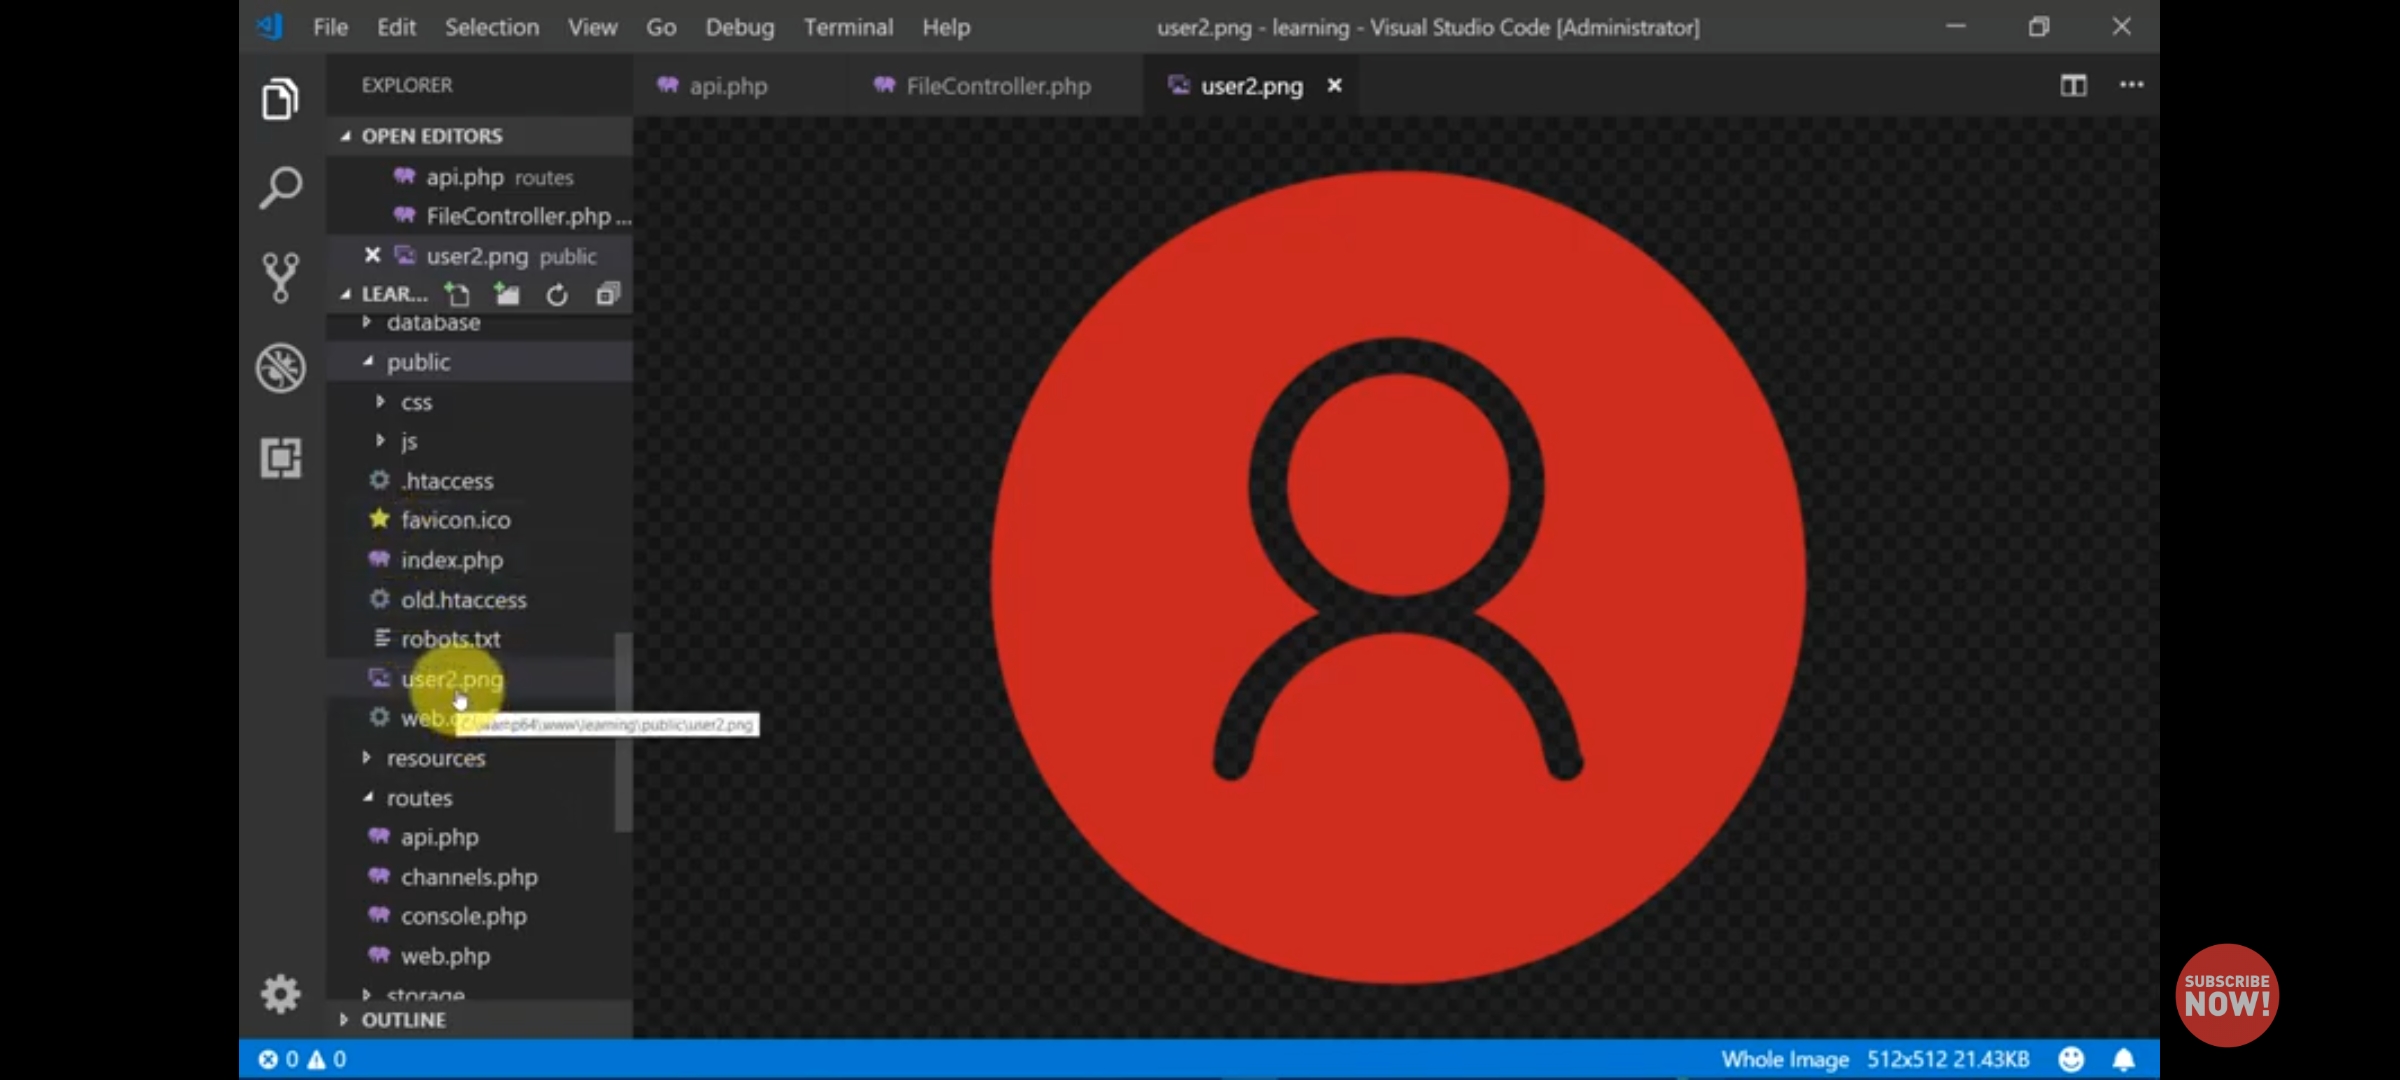 File Edit Selection View Go Debug Terminal Help
user2.png - learning - Visual Studio Code [Administrator]
EXPLORER
api.php
FileController.php
user2.png
OPEN EDITORS
api.php routes
FileController.php ...
user2.png public
LEAR...
database
public
css
js
.htaccess
favicon.ico
index.php
old.htaccess
robots.txt
user2.png
\wamp64\www\learning\public\user2.png
resources
routes
api.php
channels.php
console.php
web.php
storage
OUTLINE
0 0
Whole Image 512x512 21.43KB
SUBSCRIBE
NOW!